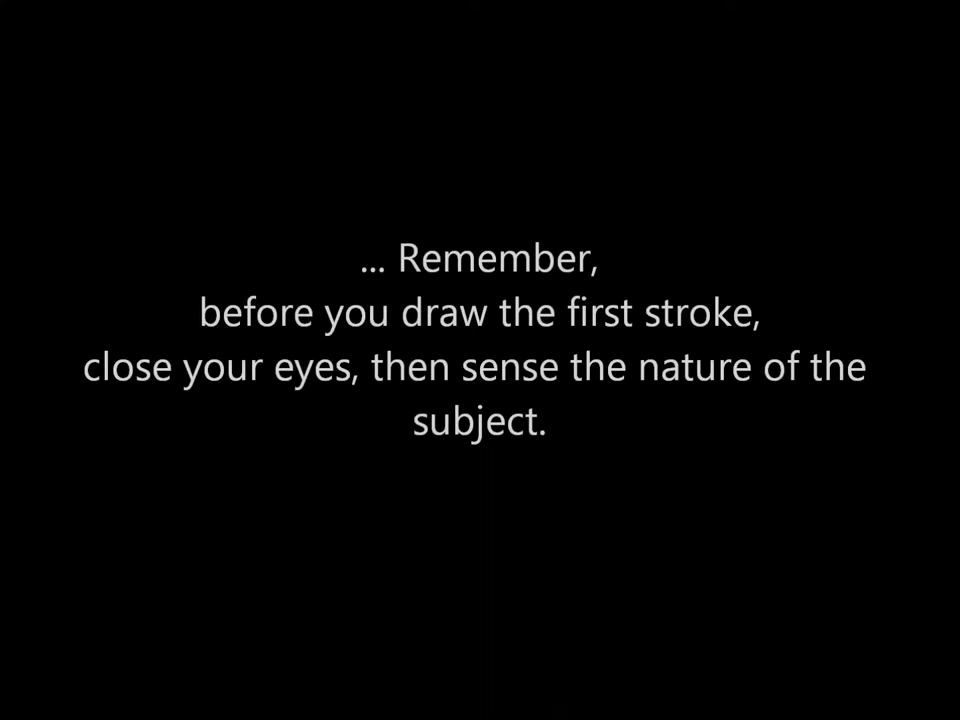 ... Remember,
before you draw the first stroke,
close your eyes, then sense the nature of the
subject.